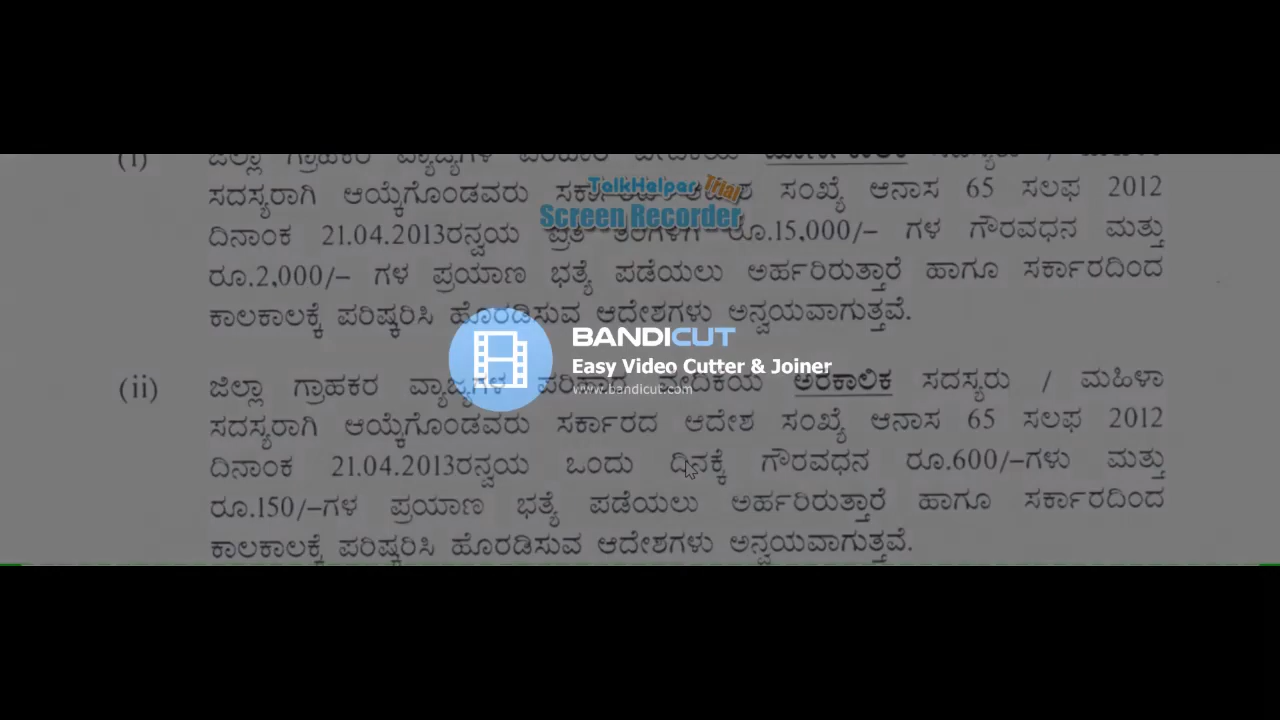 (i) ಜಿಲ್ಲಾ ಗ್ರಾಹಕರ ವ್ಯಾಜ್ಯಗಳ
TalkHelper Trial
ಸದಸ್ಯರಾಗಿ ಆಯ್ಕೆಗೊಂಡವರು ಸಂಖ್ಯೆ ಆನಾಸ 65 ಸಲಫ 2012
Screen Recorder
ದಿನಾಂಕ 21.04.2013ರನ್ವಯ ಪ್ರತಿ ರೂ.15,000/– ಗಳ ಗೌರವಧನ ಮತ್ತು
ರೂ.2,000/– ಗಳ ಪ್ರಯಾಣ ಭತ್ಯೆ ಪಡೆಯಲು ಅರ್ಹರಿರುತ್ತಾರೆ ಹಾಗೂ ಸರ್ಕಾರದಿಂದ
ಕಾಲಕಾಲಕ್ಕೆ ಪರಿಷ್ಕರಿಸಿ ಹೊರಡಿಸುವ ಆದೇಶಗಳು ಅನ್ವಯವಾಗುತ್ತವೆ.
BANDICUT
Easy Video Cutter & Joiner
www.bandicut.com
(ii) ಜಿಲ್ಲಾ ಗ್ರಾಹಕರ ವ್ಯಾಜ್ಯಗಳ ಅರಕಾಲಿಕ ಸದಸ್ಯರು / ಮಹಿಳಾ
ಸದಸ್ಯರಾಗಿ ಆಯ್ಕೆಗೊಂಡವರು ಸರ್ಕಾರದ ಆದೇಶ ಸಂಖ್ಯೆ ಆನಾಸ 65 ಸಲಫ 2012
ದಿನಾಂಕ 21.04.2013ರನ್ವಯ ಒಂದು ದಿನಕ್ಕೆ ಗೌರವಧನ ರೂ.600/–ಗಳು ಮತ್ತು
ರೂ.150/–ಗಳ ಪ್ರಯಾಣ ಭತ್ಯೆ ಪಡೆಯಲು ಅರ್ಹರಿರುತ್ತಾರೆ ಹಾಗೂ ಸರ್ಕಾರದಿಂದ
ಕಾಲಕಾಲಕ್ಕೆ ಪರಿಷ್ಕರಿಸಿ ಹೊರಡಿಸುವ ಆದೇಶಗಳು ಅನ್ವಯವಾಗುತ್ತವೆ.